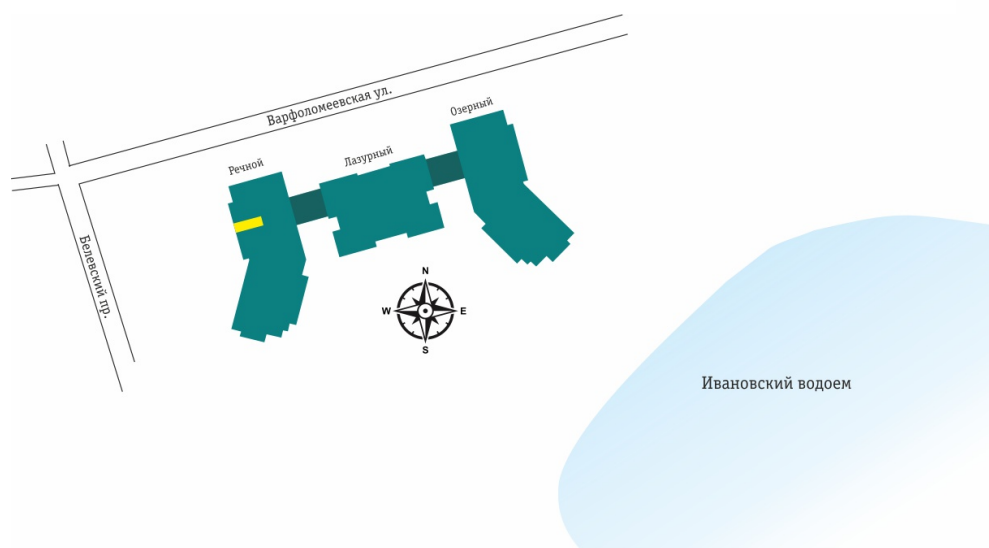 Варфоломеевская ул.
Озерный
Лазурный
Речной
Белевский пр.
N
W
E
S
Ивановский водоем